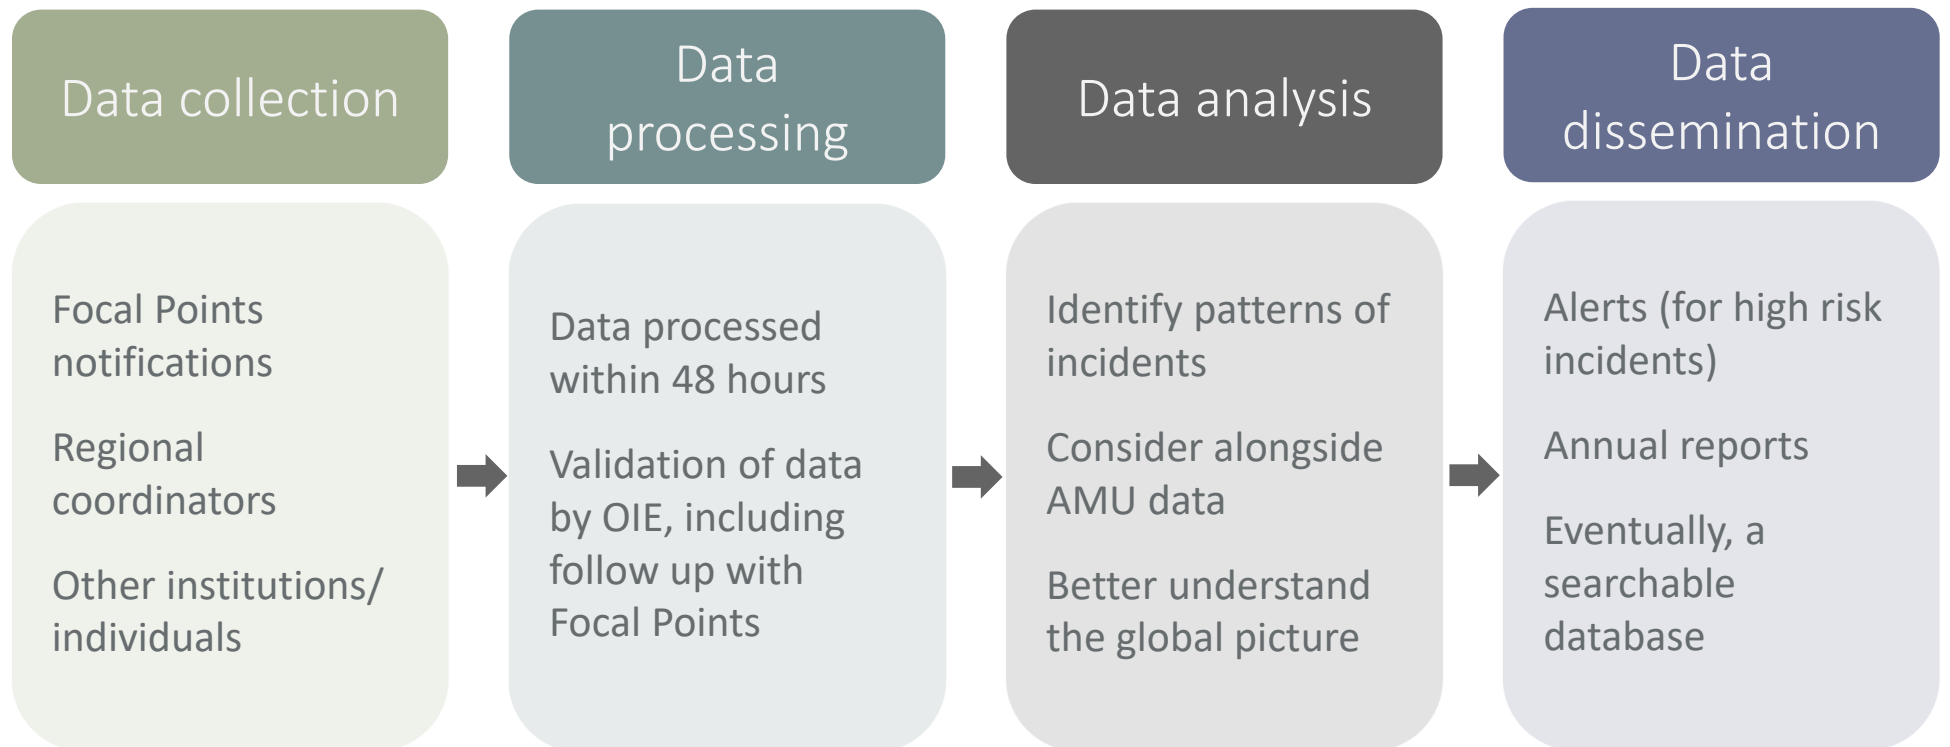 Data collection
Focal Points
notifications
Regional
coordinators
Other institutions/
individuals
Data
processing
Data processed
within 48 hours
Validation of data
by OIE, including
follow up with
Focal Points
Data analysis
Identify patterns of
incidents
Consider alongside
AMU data
Better understand
the global picture
Data
dissemination
Alerts (for high risk
incidents)
Annual reports
Eventually, a
searchable
database